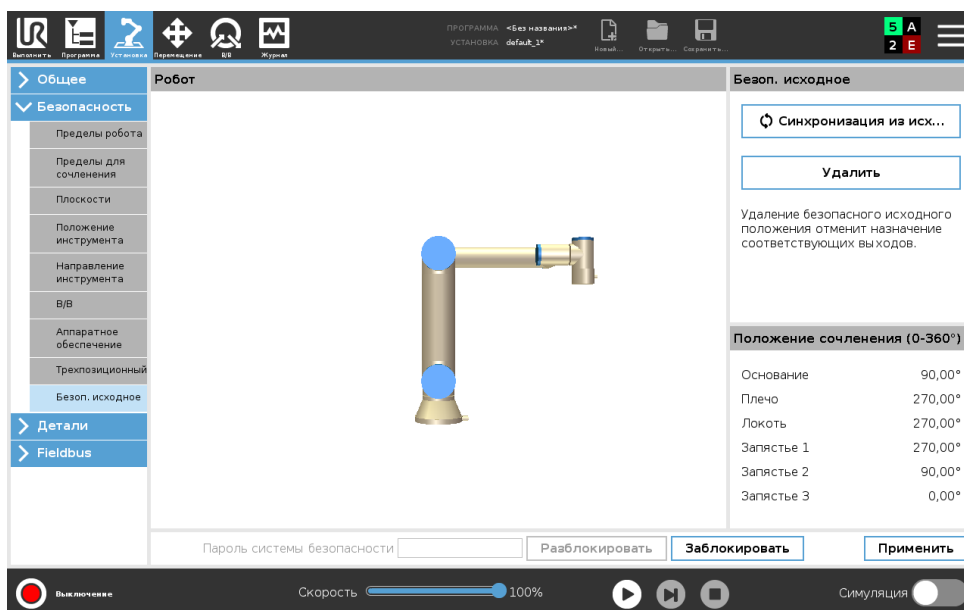 ПРОГРАММА <Без названия>*
УСТАНОВКА default_1*
Выполнить Программа Установка Перемещение В/В Журнал
Новый... Открыть... Сохранить...
5 A
2 E
Общее
Безопасность
Пределы робота
Пределы для
сочленения
Плоскости
Положение
инструмента
Направление
инструмента
В/В
Аппаратное
обеспечение
Трехпозиционный
Безоп. исходное
Детали
Fieldbus
Робот
Безоп. исходное
Синхронизация из исх...
Удалить
Удаление безопасного исходного
положения отменит назначение
соответствующих выходов.
Положение сочленения (0-360°)
Основание 90,00°
Плечо 270,00°
Локоть 270,00°
Запястье 1 270,00°
Запястье 2 90,00°
Запястье 3 0,00°
Пароль системы безопасности Разблокировать Заблокировать Применить
Выключение Скорость 100% Симуляция